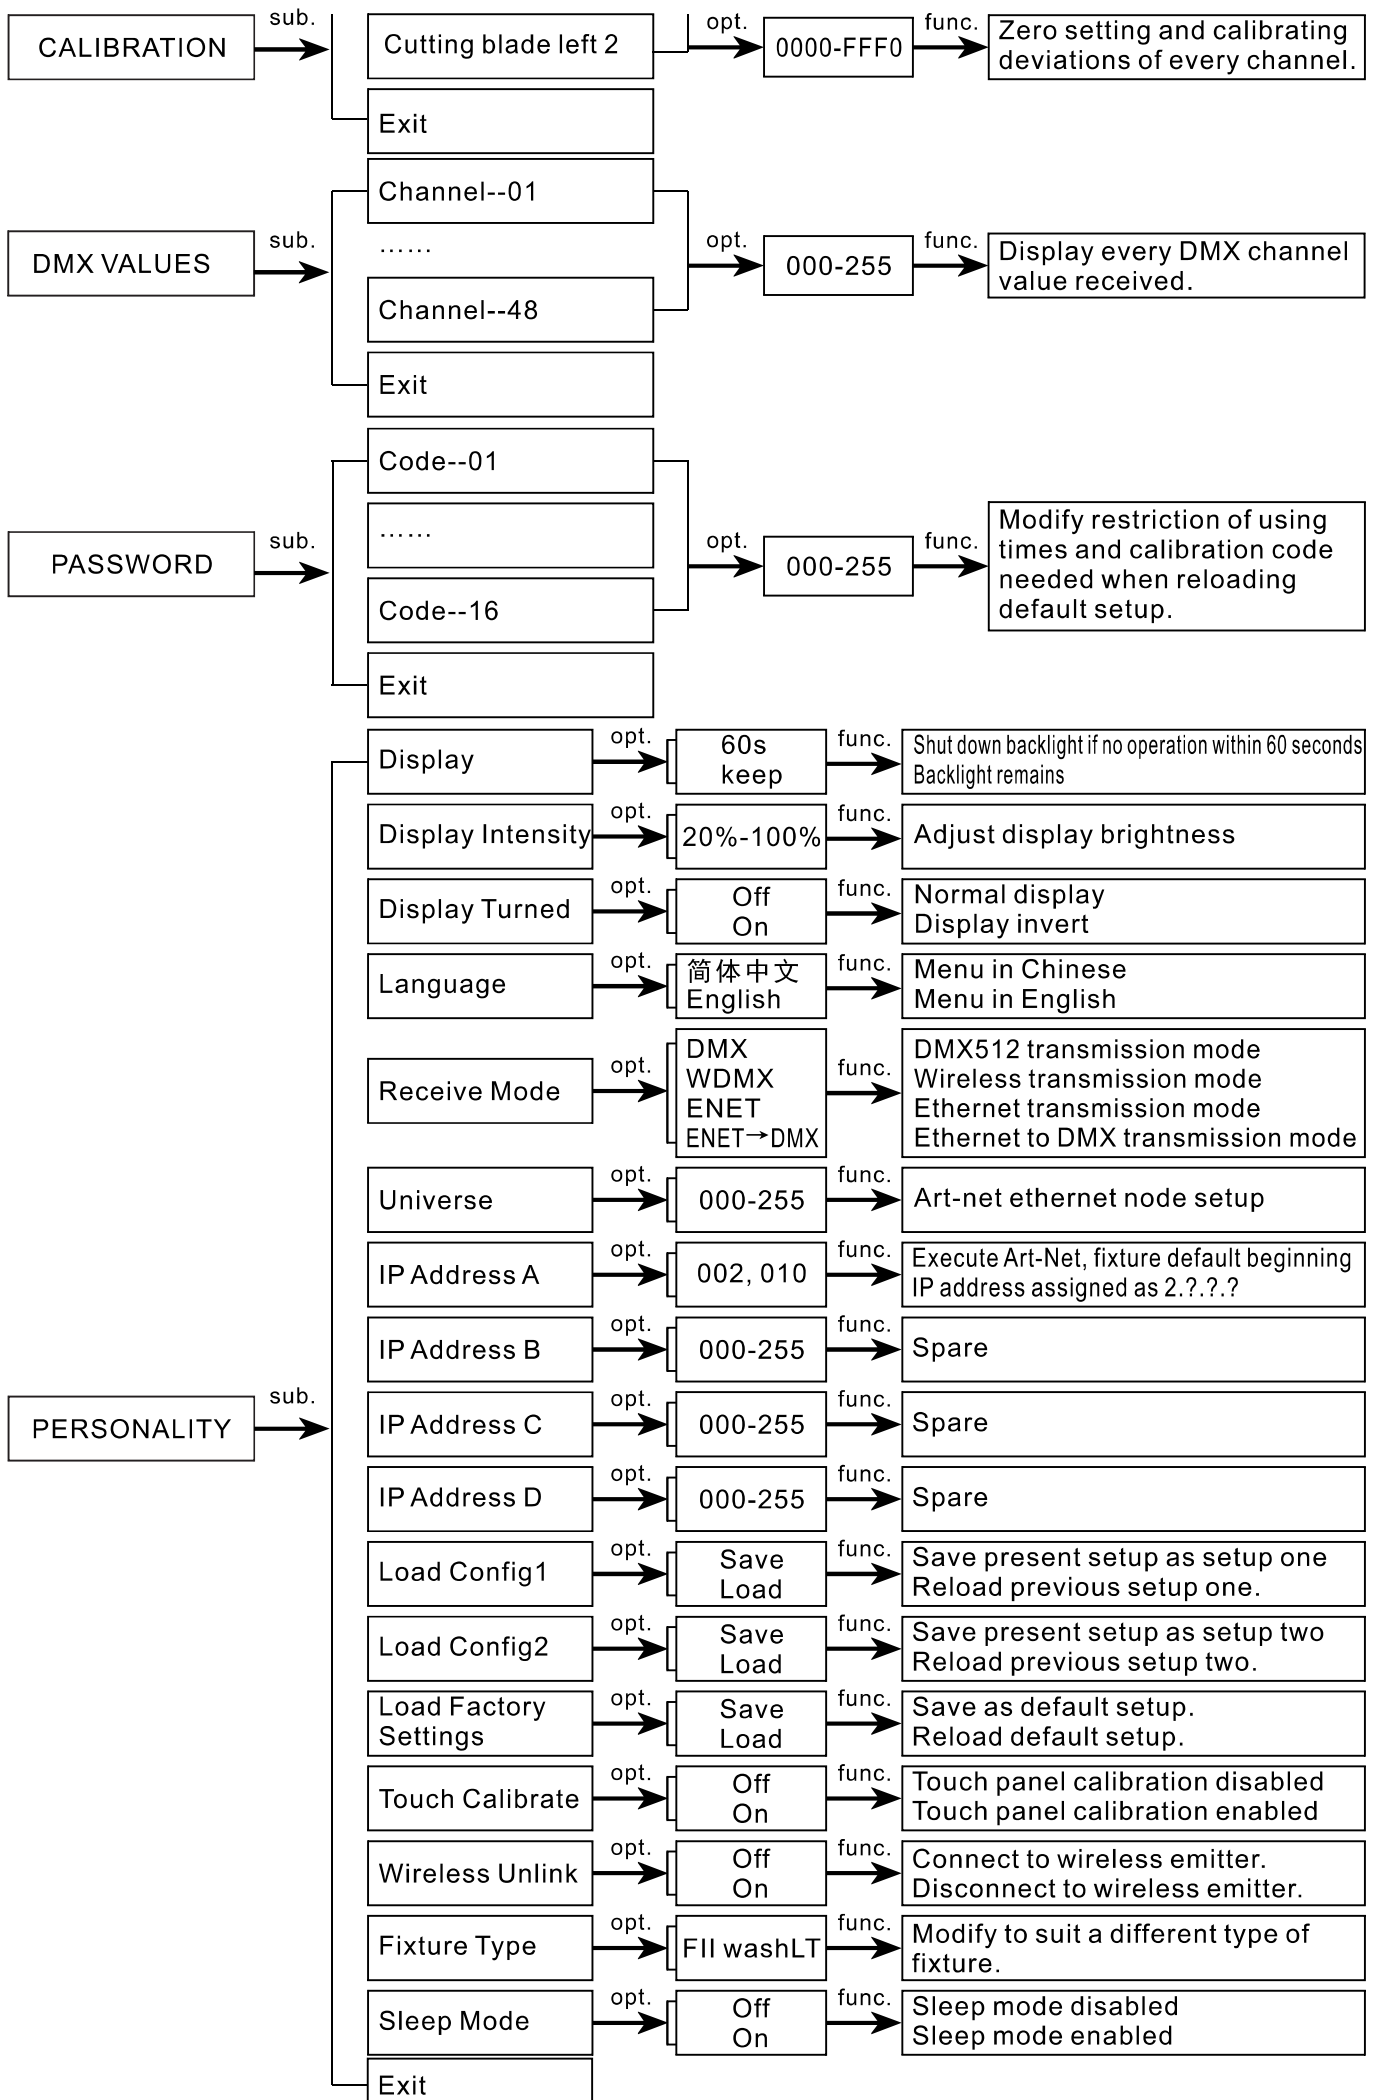 CALIBRATION
sub.
Cutting blade left 2
opt.
0000-FFF0
func.
Zero setting and calibrating
deviations of every channel.
Exit
DMX VALUES
sub.
Channel--01
......
Channel--48
Exit
opt.
000-255
func.
Display every DMX channel
value received.
PASSWORD
sub.
Code--01
......
Code--16
Exit
opt.
000-255
func.
Modify restriction of using
times and calibration code
needed when reloading
default setup.
PERSONALITY
sub.
Display
opt.
60s
keep
func.
Shut down backlight if no operation within 60 seconds
Backlight remains
Display Intensity
opt.
20%-100%
func.
Adjust display brightness
Display Turned
opt.
Off
On
func.
Normal display
Display invert
Language
opt.
简体中文
English
func.
Menu in Chinese
Menu in English
Receive Mode
opt.
DMX
WDMX
ENET
ENET→DMX
func.
DMX512 transmission mode
Wireless transmission mode
Ethernet transmission mode
Ethernet to DMX transmission mode
Universe
opt.
000-255
func.
Art-net ethernet node setup
IP Address A
opt.
002, 010
func.
Execute Art-Net, fixture default beginning
IP address assigned as 2.?.?.?
IP Address B
opt.
000-255
func.
Spare
IP Address C
opt.
000-255
func.
Spare
IP Address D
opt.
000-255
func.
Spare
Load Config1
opt.
Save
Load
func.
Save present setup as setup one
Reload previous setup one.
Load Config2
opt.
Save
Load
func.
Save present setup as setup two
Reload previous setup two.
Load Factory
Settings
opt.
Save
Load
func.
Save as default setup.
Reload default setup.
Touch Calibrate
opt.
Off
On
func.
Touch panel calibration disabled
Touch panel calibration enabled
Wireless Unlink
opt.
Off
On
func.
Connect to wireless emitter.
Disconnect to wireless emitter.
Fixture Type
opt.
FII washLT
func.
Modify to suit a different type of
fixture.
Sleep Mode
opt.
Off
On
func.
Sleep mode disabled
Sleep mode enabled
Exit